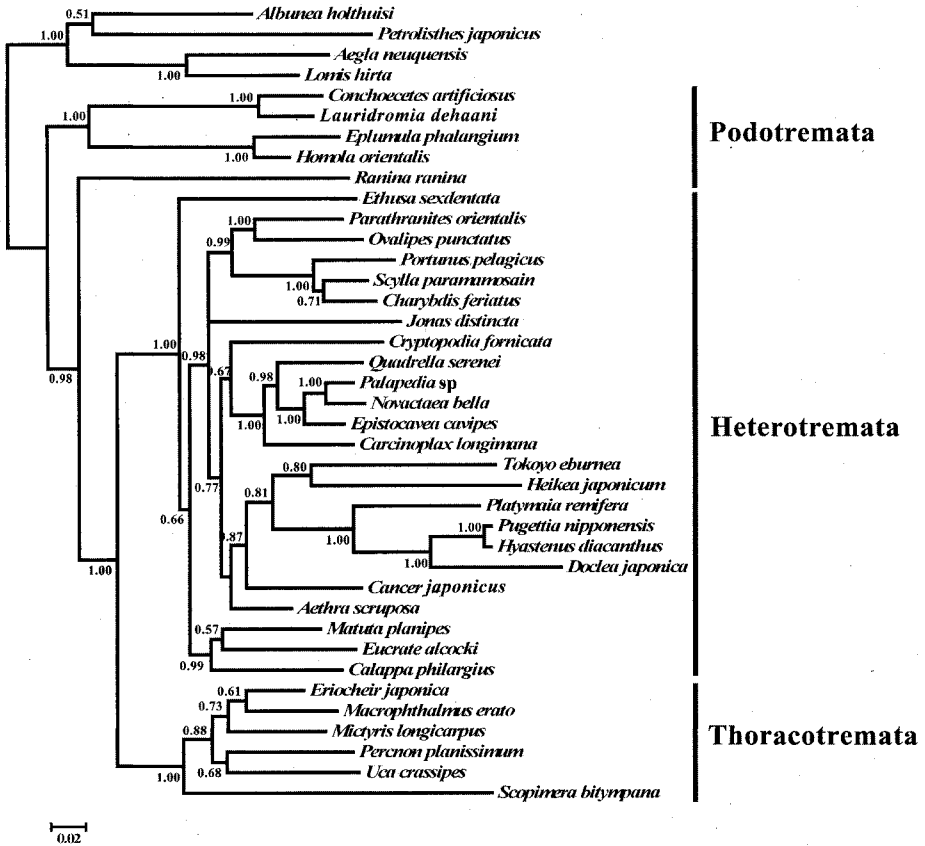 Albunea holthuisi
0.51
1.00
Petrolisthes japonicus
Aegla neuquensis
1.00
Lomis hirta
Conchoecetes artificiosus
1.00
1.00
Lauridromia dehaani
Eplumula phalangium
1.00
Homola orientalis
Podotremata
Ranina ranina
Ethusa sexdentata
Parathranites orientalis
1.00
0.99
Ovalipes punctatus
Portunus pelagicus
1.00
Scylla paramamosain
0.71
Charybdis feriatus
Jonas distincta
Cryptopodia fornicata
1.00
0.98
0.98
0.67
Quadrella serenei
0.98
1.00
Palapedia sp
Novactaea bella
1.00
1.00
Epistocavea cavipes
Carcinoplax longimana
Heterotremata
Tokoyo eburnea
0.80
0.77
0.81
Heikea japonicum
Platymaia remifera
0.66
1.00
1.00
Pugettia nipponensis
0.87
Hyastenus diacanthus
1.00
1.00
Doclea japonica
Cancer japonicus
Aethra scruposa
0.57
Matuta planipes
Eucrate alcocki
0.99
Calappa philargius
0.61
Eriocheir japonica
0.73
Macrophthalmus erato
0.88
Mictyris longicarpus
Thoracotremata
Percnon planissimum
1.00
0.68
Uca crassipes
Scopimera bitympana
0.02